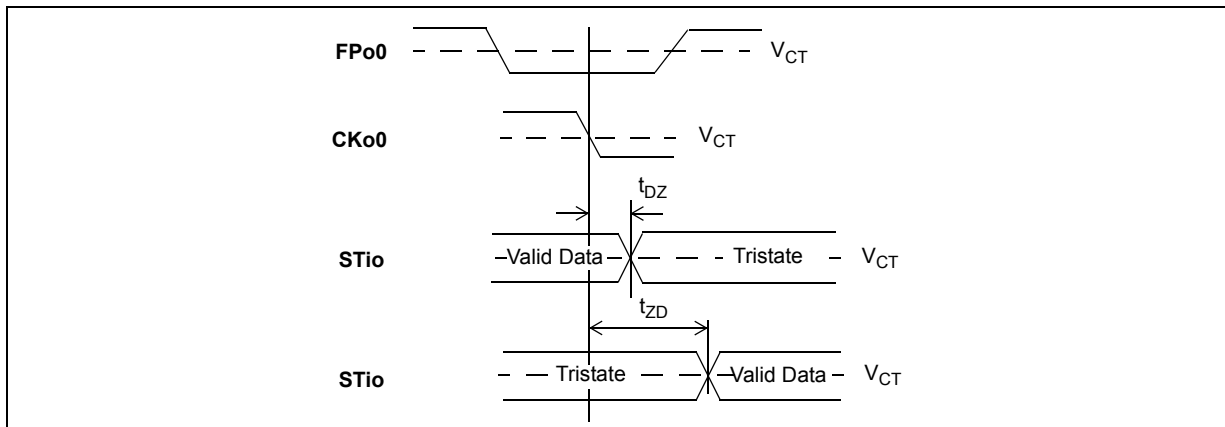 FPo0
V_CT
CKo0
V_CT
t_DZ
STio
Valid Data
Tristate
V_CT
t_ZD
STio
Tristate
Valid Data
V_CT